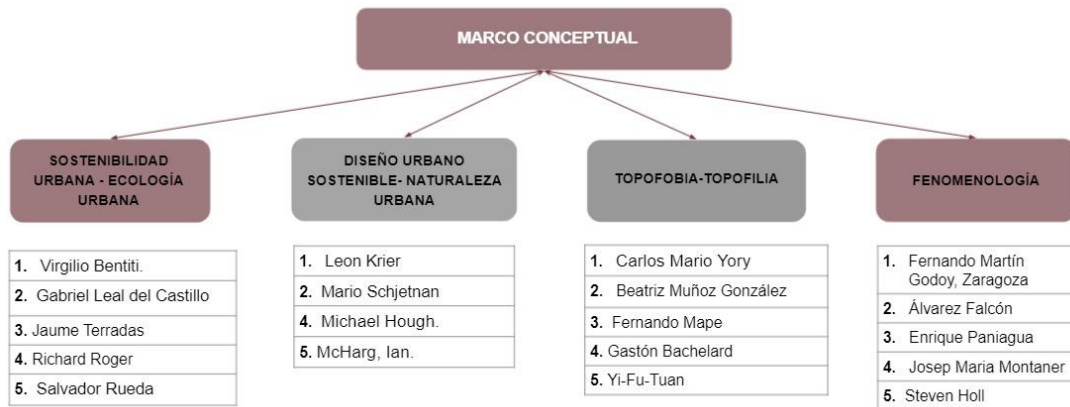 MARCO CONCEPTUAL
SOSTENIBILIDAD
URBANA - ECOLOGÍA
URBANA
1. Virgilio Bentiti.
2. Gabriel Leal del Castillo
3. Jaume Terradas
4. Richard Roger
5. Salvador Rueda
DISEÑO URBANO
SOSTENIBLE- NATURALEZA
URBANA
1. Leon Krier
2. Mario Schjetnan
4. Michael Hough.
5. McHarg, Ian.
TOPOFOBIA-TOPOFILIA
1. Carlos Mario Yory
2. Beatriz Muñoz González
3. Fernando Mape
4. Gastón Bachelard
5. Yi-Fu-Tuan
FENOMENOLOGÍA
1. Fernando Martín
Godoy, Zaragoza
2. Álvarez Falcón
3. Enrique Paniagua
4. Josep Maria Montaner
5. Steven Holl